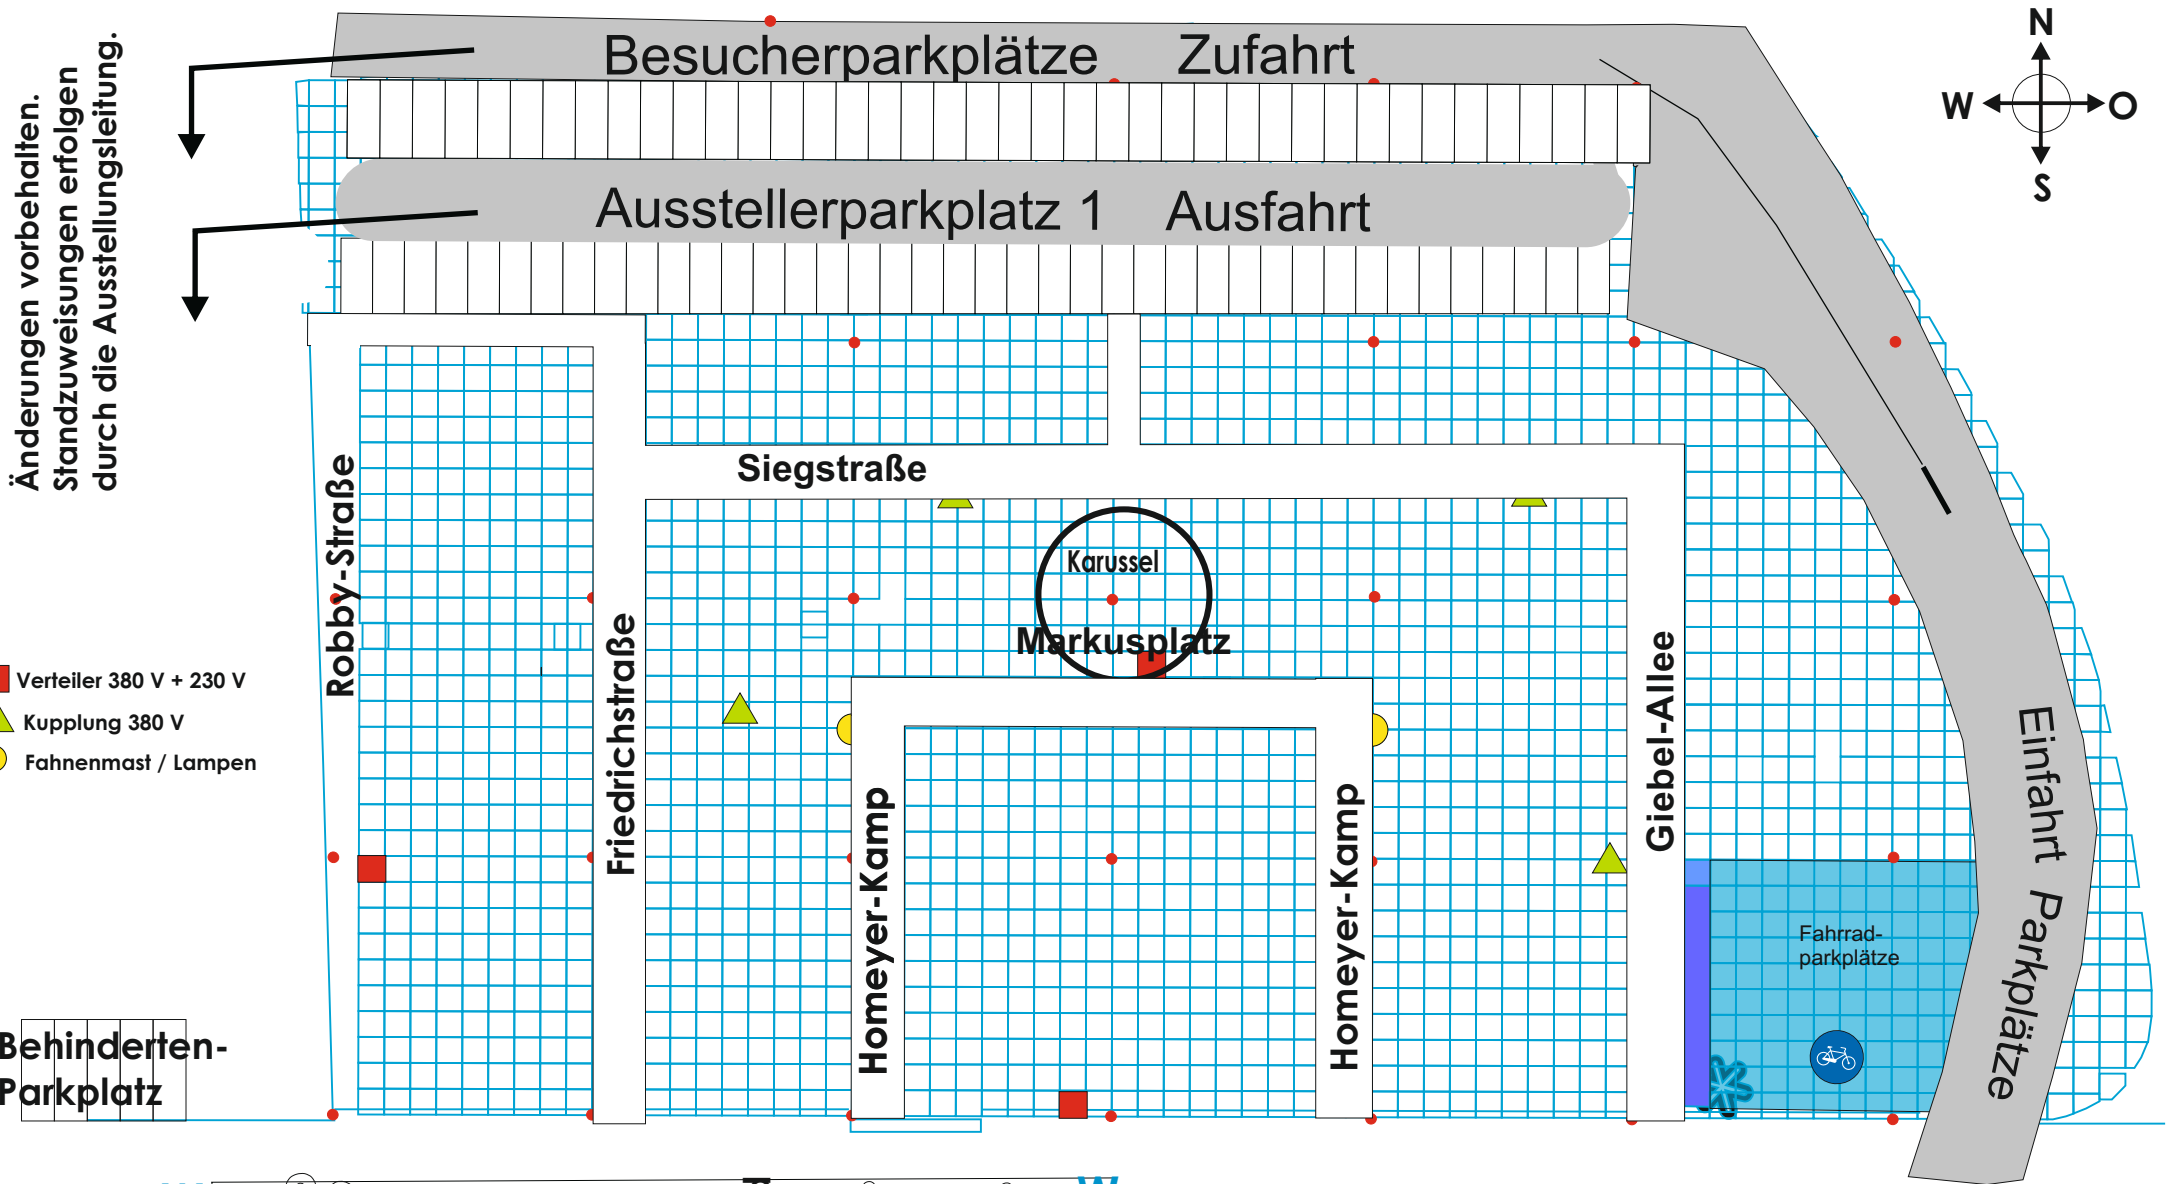 Änderungen vorbehalten.
Standzuweisungen erfolgen
durch die Ausstellungsleitung.
Besucherparkplätze Zufahrt
Ausstellerparkplatz 1 Ausfahrt
N
W O
S
Siegstraße
Robby-Straße
Friedrichstraße
Karussel
Markusplatz
Homeyer-Kamp
Homeyer-Kamp
Giebel-Allee
Einfahrt Parkplätze
Verteiler 380 V + 230 V
Kupplung 380 V
Fahnenmast / Lampen
Fahrrad-
parkplätze
Behinderten-
Parkplatz